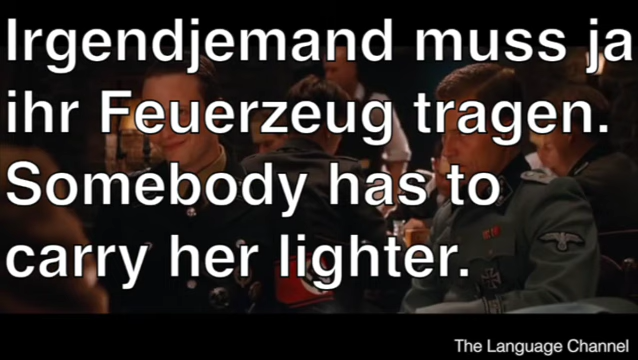 Irgendjemand muss ja
ihr Feuerzeug tragen.
Somebody has to
carry her lighter.
The Language Channel